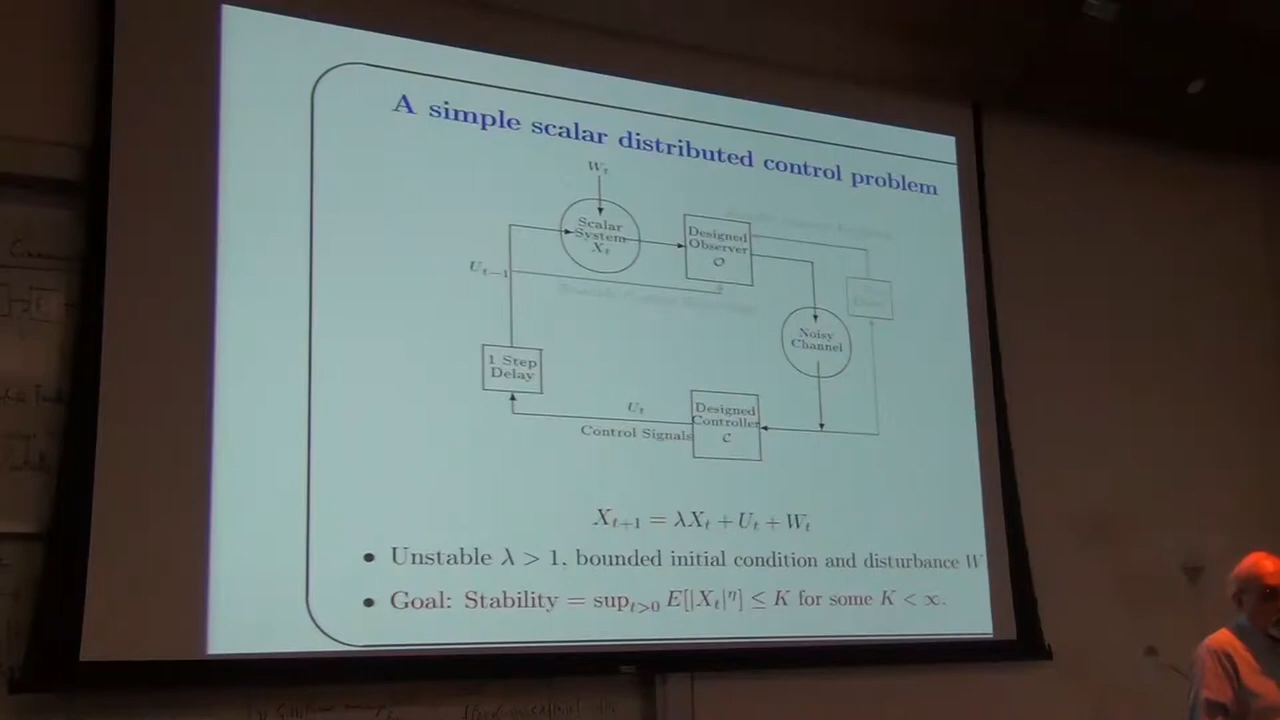 A simple scalar distributed control problem
W_t
Scalar
System
X_t
Designed
Observer
O
U_{t-1}
Noisy
Channel
1 Step
Delay
U_t
Control Signals
Designed
Controller
C
X_{t+1} = λX_t + U_t + W_t
• Unstable λ > 1, bounded initial condition and disturbance W
• Goal: Stability = sup_{t>0} E[|X_t|^η] ≤ K for some K < ∞.